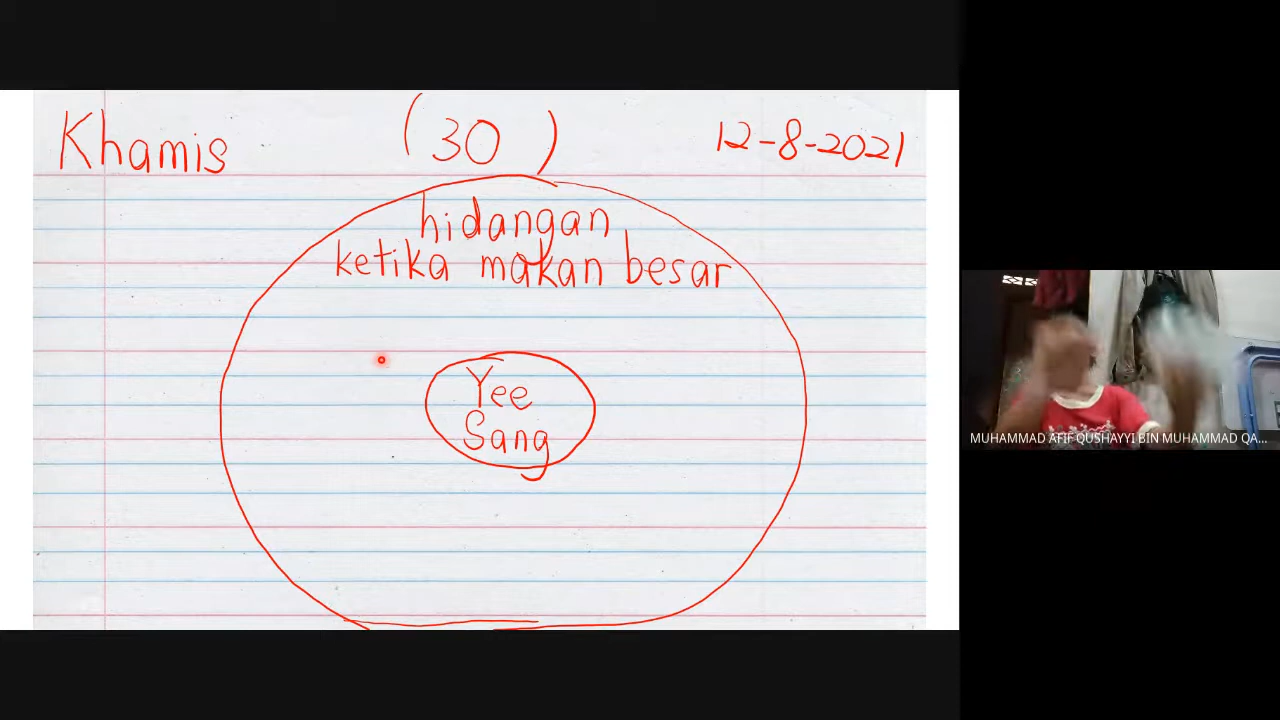 Khamis (30) 12-8-2021
hidangan
ketika makan besar
Yee
Sang
MUHAMMAD AFIF QUSHAYYI BIN MUHAMMAD QA...